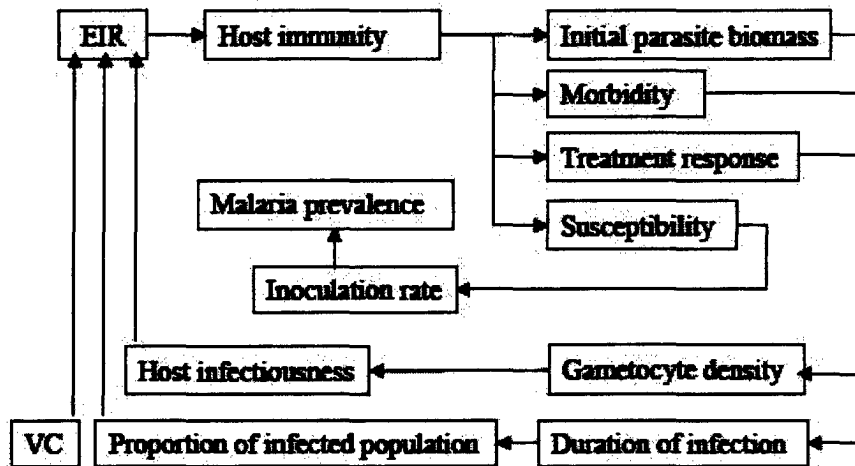 EIR
Host immunity
Initial parasite biomass
Morbidity
Treatment response
Malaria prevalence
Susceptibility
Inoculation rate
Host infectiousness
Gametocyte density
VC
Proportion of infected population
Duration of infection